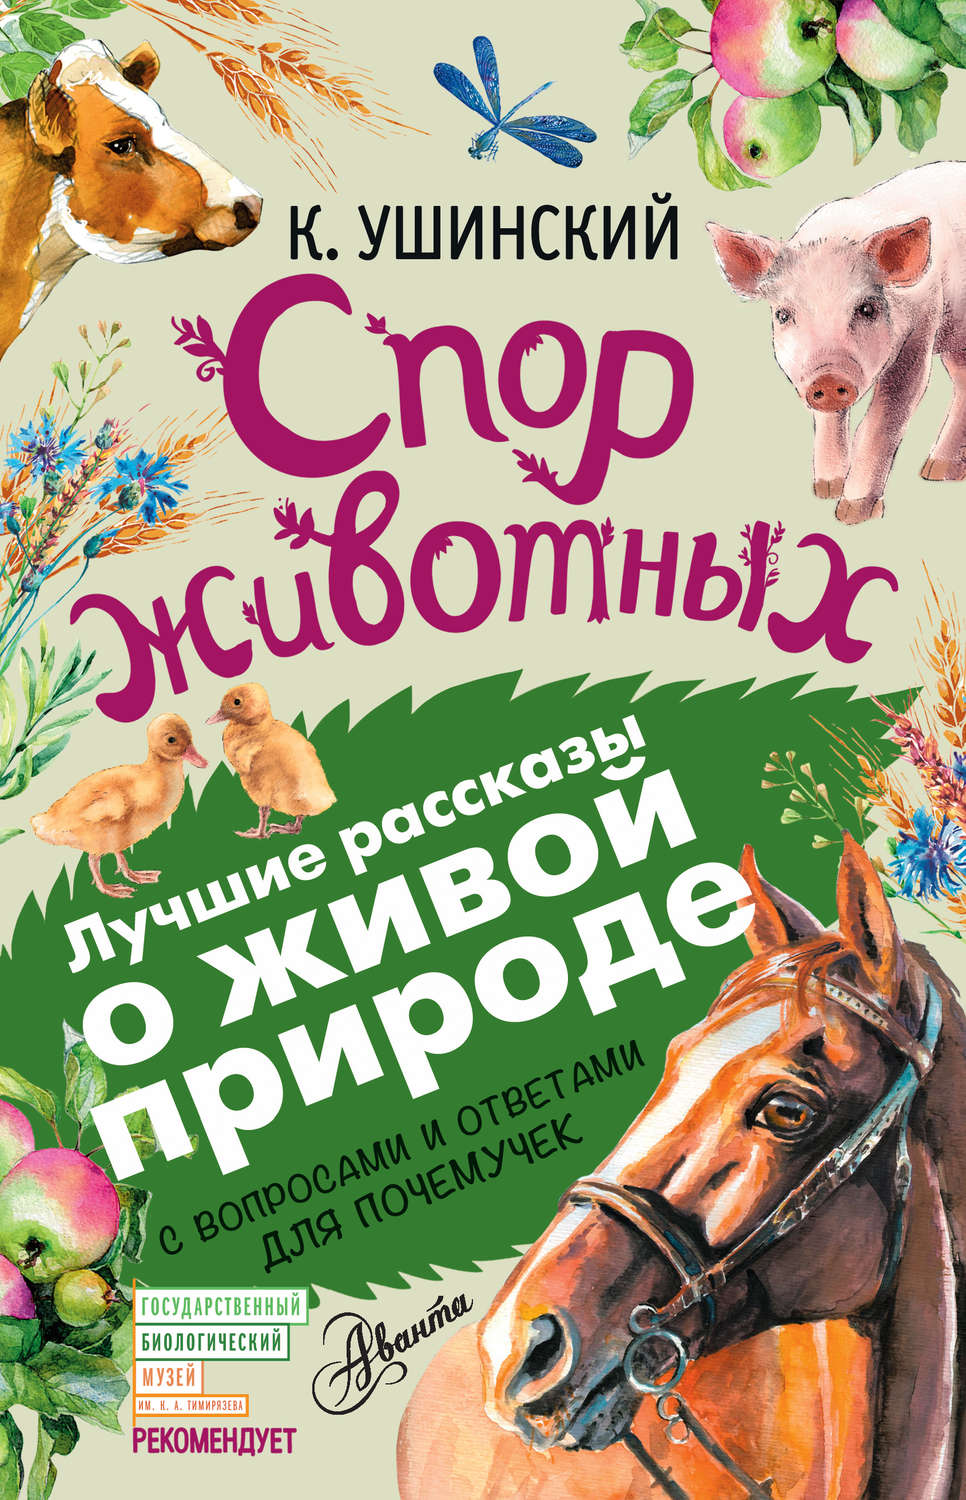 К. УШИНСКИЙ
Спор
животных
Лучшие рассказы
о живой
природе
С ВОПРОСАМИ И ОТВЕТАМИ
ДЛЯ ПОЧЕМУЧЕК
ГОСУДАРСТВЕННЫЙ
БИОЛОГИЧЕСКИЙ
МУЗЕЙ
ИМ. К. А. ТИМИРЯЗЕВА
РЕКОМЕНДУЕТ
Аванта